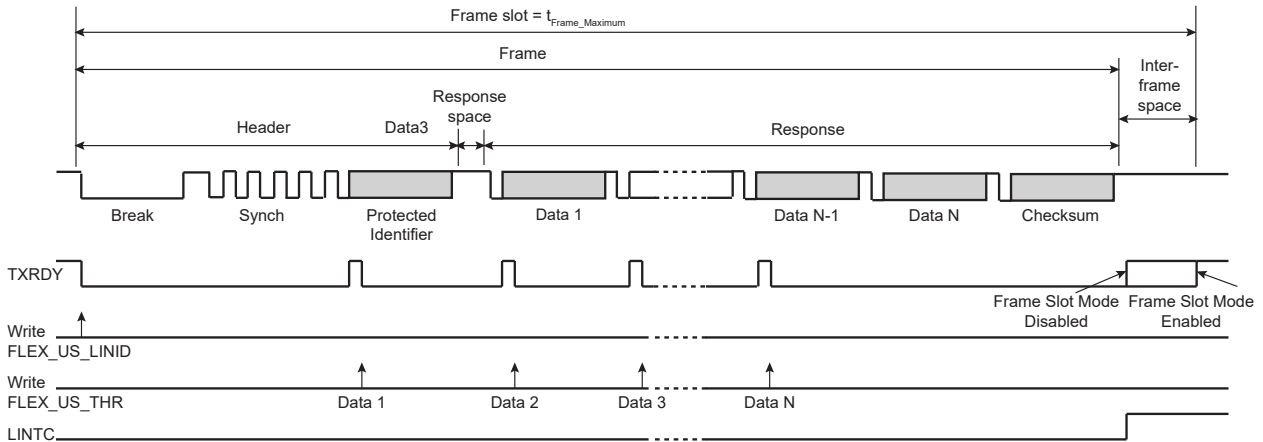 Frame slot = tFrame_Maximum
Frame
Inter-
frame
space
Response
space
Header
Data3
Response
Break
Synch
Protected
Identifier
Data 1
Data N-1
Data N
Checksum
TXRDY
Frame Slot Mode
Disabled
Frame Slot Mode
Enabled
Write
FLEX_US_LINID
Write
FLEX_US_THR
Data 1
Data 2
Data 3
Data N
LINTC